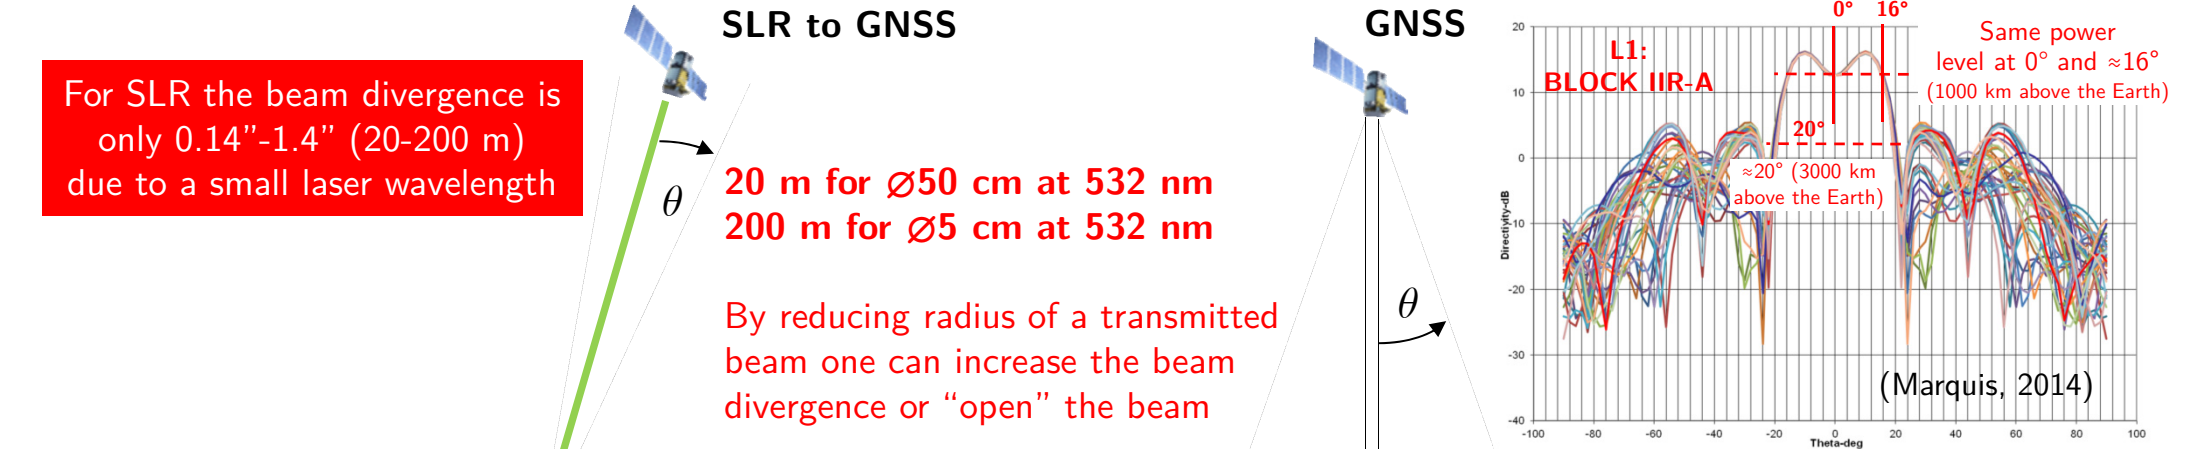 For SLR the beam divergence is
only 0.14”-1.4” (20-200 m)
due to a small laser wavelength
SLR to GNSS
θ
20 m for ∅50 cm at 532 nm
200 m for ∅5 cm at 532 nm
By reducing radius of a transmitted
beam one can increase the beam
divergence or “open” the beam
GNSS
θ
0° 16°
L1:
BLOCK IIR-A
Same power
level at 0° and ≈16°
(1000 km above the Earth)
20°
≈20° (3000 km
above the Earth)
(Marquis, 2014)
Directivity-dB
20
10
0
-10
-20
-30
-40
-100 -80 -60 -40 -20 0 20 40 60 80 100
Theta-deg